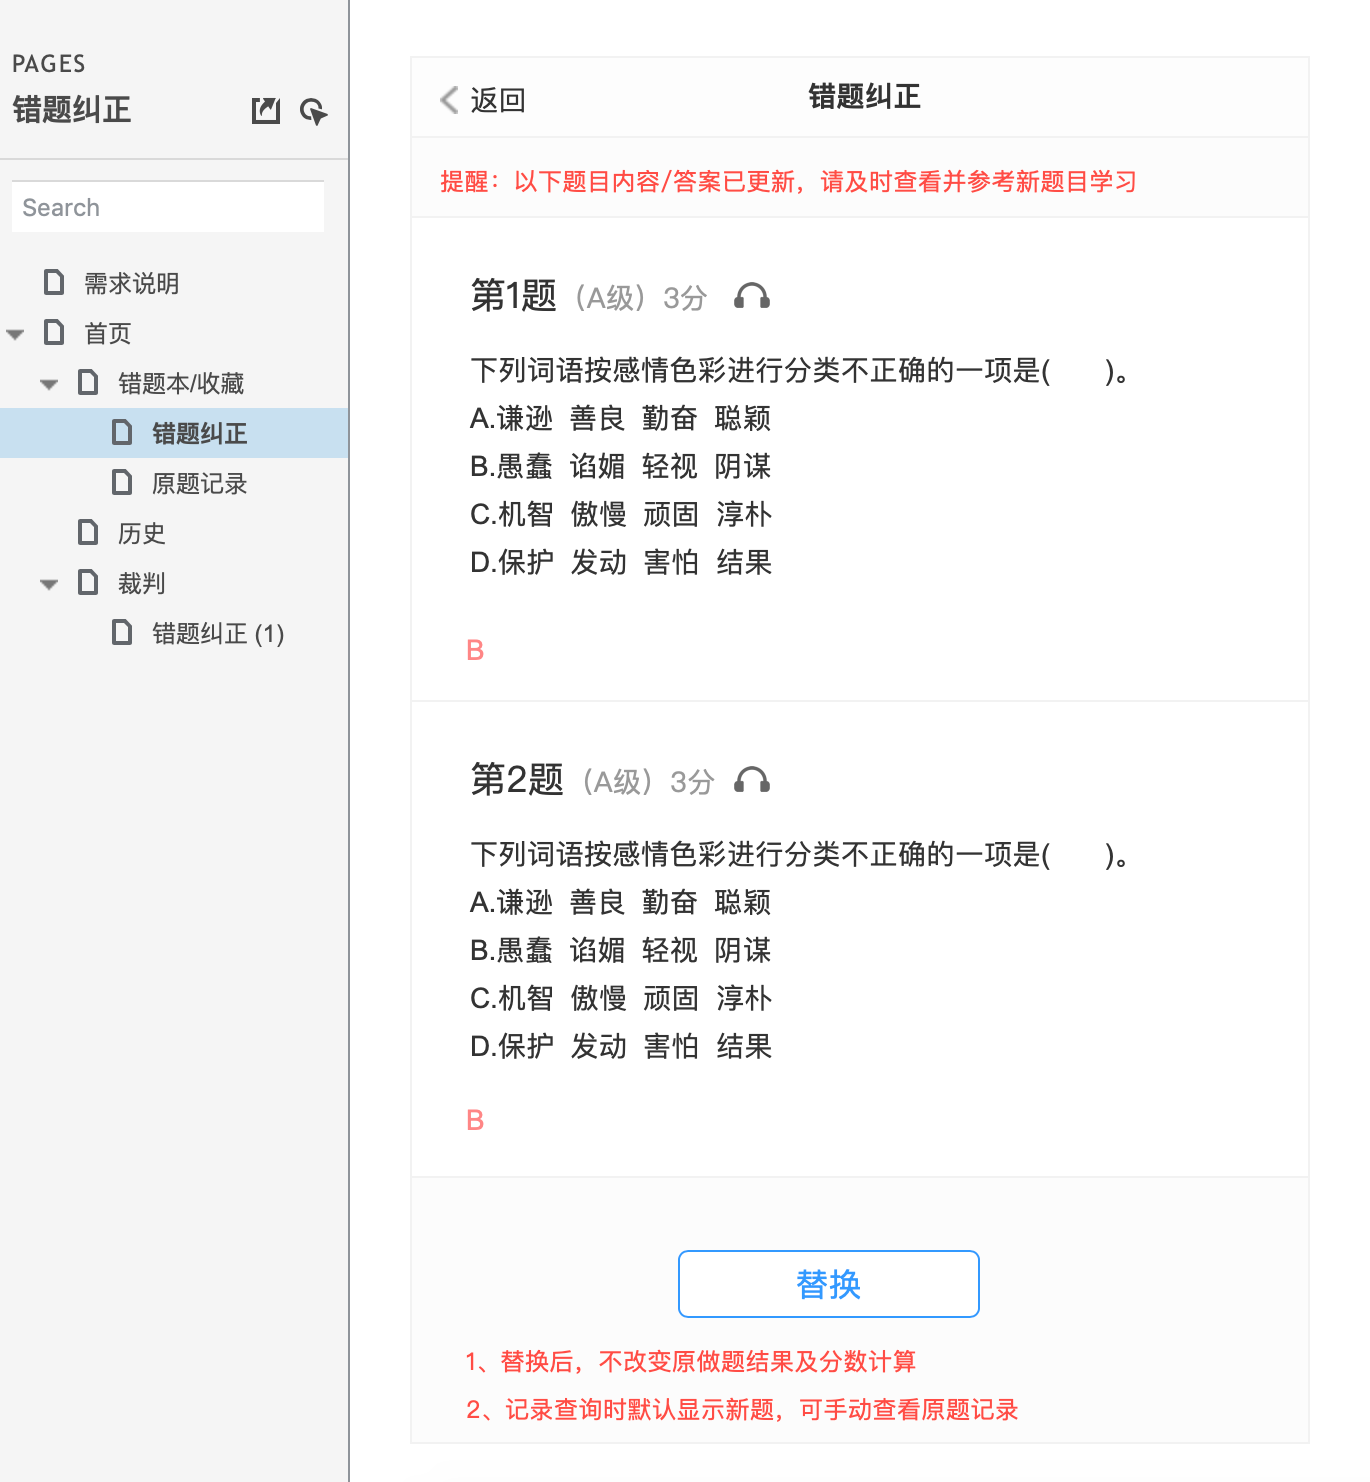 PAGES
错题纠正
Search
需求说明
首页
错题本/收藏
错题纠正
原题记录
历史
裁判
错题纠正 (1)
返回
错题纠正
提醒：以下题目内容/答案已更新，请及时查看并参考新题目学习
第1题（A级）3分
下列词语按感情色彩进行分类不正确的一项是(      )。
A.谦逊  善良  勤奋  聪颖
B.愚蠢  谄媚  轻视  阴谋
C.机智  傲慢  顽固  淳朴
D.保护  发动  害怕  结果
B
第2题（A级）3分
下列词语按感情色彩进行分类不正确的一项是(      )。
A.谦逊  善良  勤奋  聪颖
B.愚蠢  谄媚  轻视  阴谋
C.机智  傲慢  顽固  淳朴
D.保护  发动  害怕  结果
B
替换
1、替换后，不改变原做题结果及分数计算
2、记录查询时默认显示新题，可手动查看原题记录